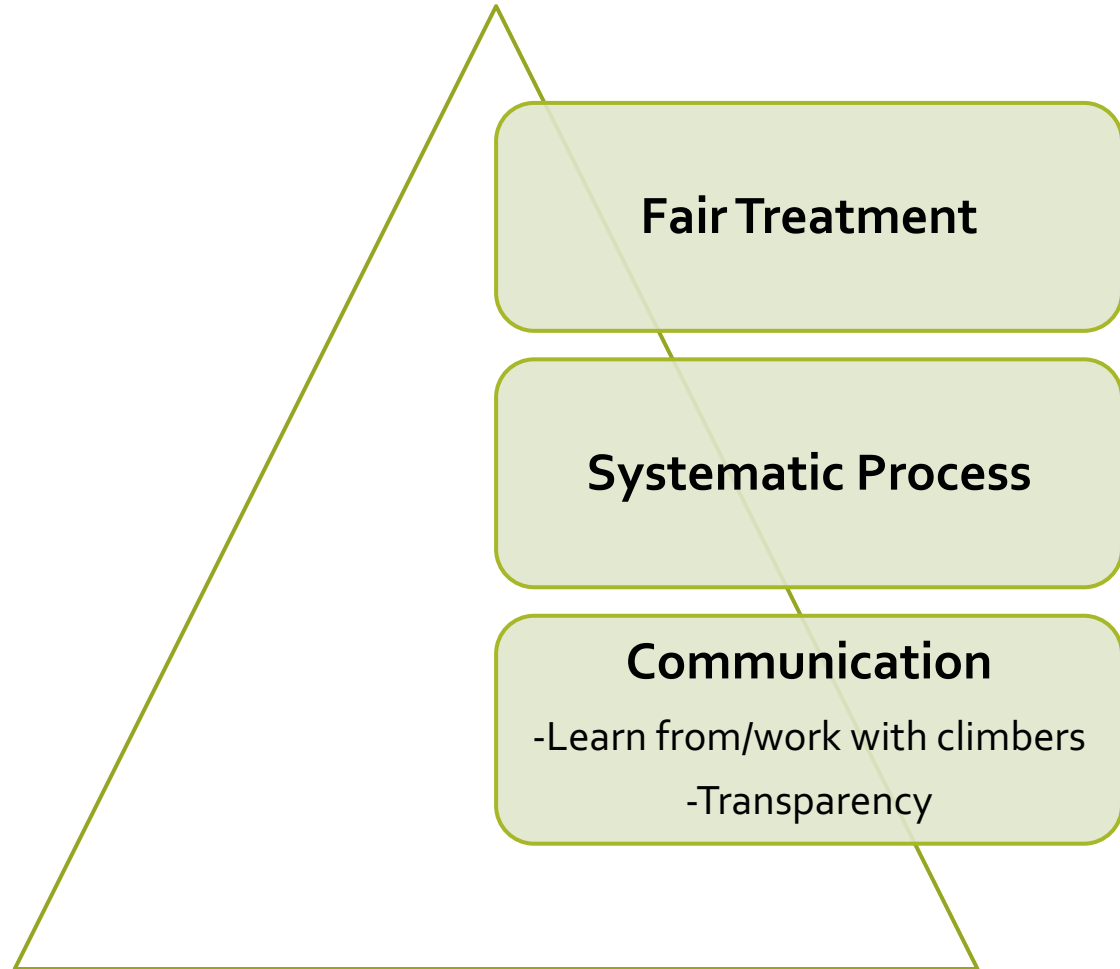 Fair Treatment
Systematic Process
Communication
-Learn from/work with climbers
-Transparency